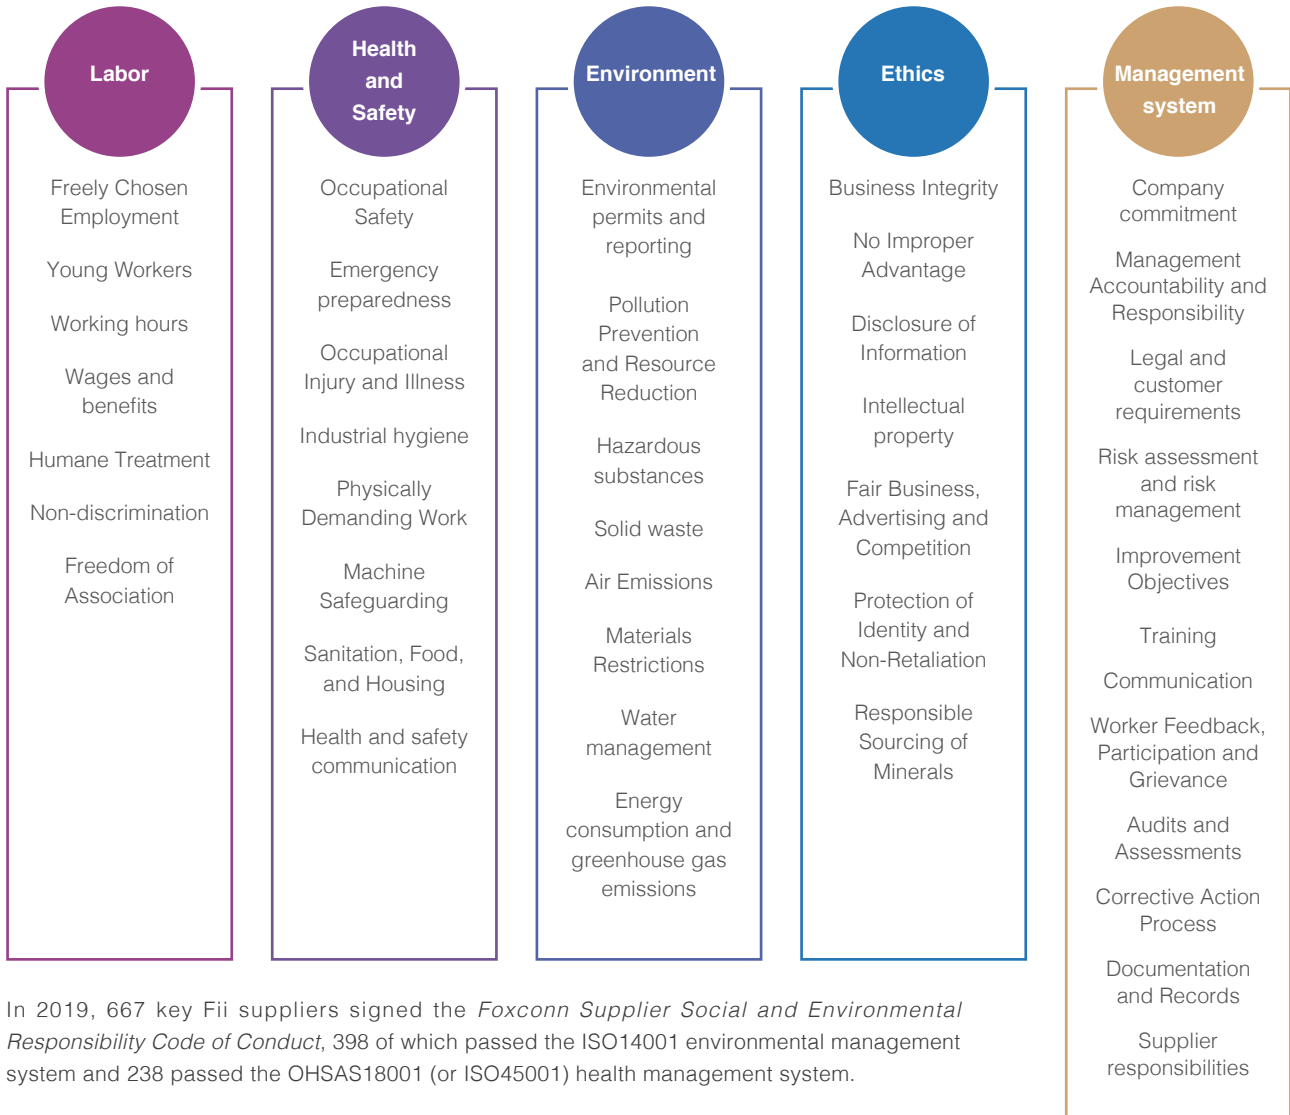 Labor
Freely Chosen
Employment
Young Workers
Working hours
Wages and
benefits
Humane Treatment
Non-discrimination
Freedom of
Association
Health
and
Safety
Occupational
Safety
Emergency
preparedness
Occupational
Injury and Illness
Industrial hygiene
Physically
Demanding Work
Machine
Safeguarding
Sanitation, Food,
and Housing
Health and safety
communication
Environment
Environmental
permits and
reporting
Pollution
Prevention
and Resource
Reduction
Hazardous
substances
Solid waste
Air Emissions
Materials
Restrictions
Water
management
Energy
consumption and
greenhouse gas
emissions
Ethics
Business Integrity
No Improper
Advantage
Disclosure of
Information
Intellectual
property
Fair Business,
Advertising and
Competition
Protection of
Identity and
Non-Retaliation
Responsible
Sourcing of
Minerals
Management
system
Company
commitment
Management
Accountability and
Responsibility
Legal and
customer
requirements
Risk assessment
and risk
management
Improvement
Objectives
Training
Communication
Worker Feedback,
Participation and
Grievance
Audits and
Assessments
Corrective Action
Process
Documentation
and Records
Supplier
responsibilities
In 2019, 667 key Fii suppliers signed the Foxconn Supplier Social and Environmental
Responsibility Code of Conduct, 398 of which passed the ISO14001 environmental management
system and 238 passed the OHSAS18001 (or ISO45001) health management system.